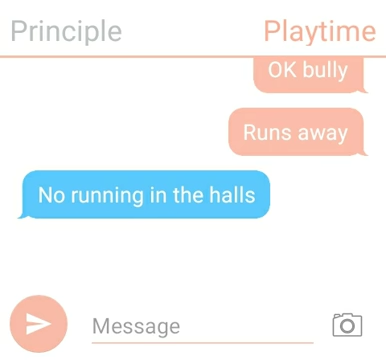 Principle Playtime
OK bully
Runs away
No running in the halls
Message